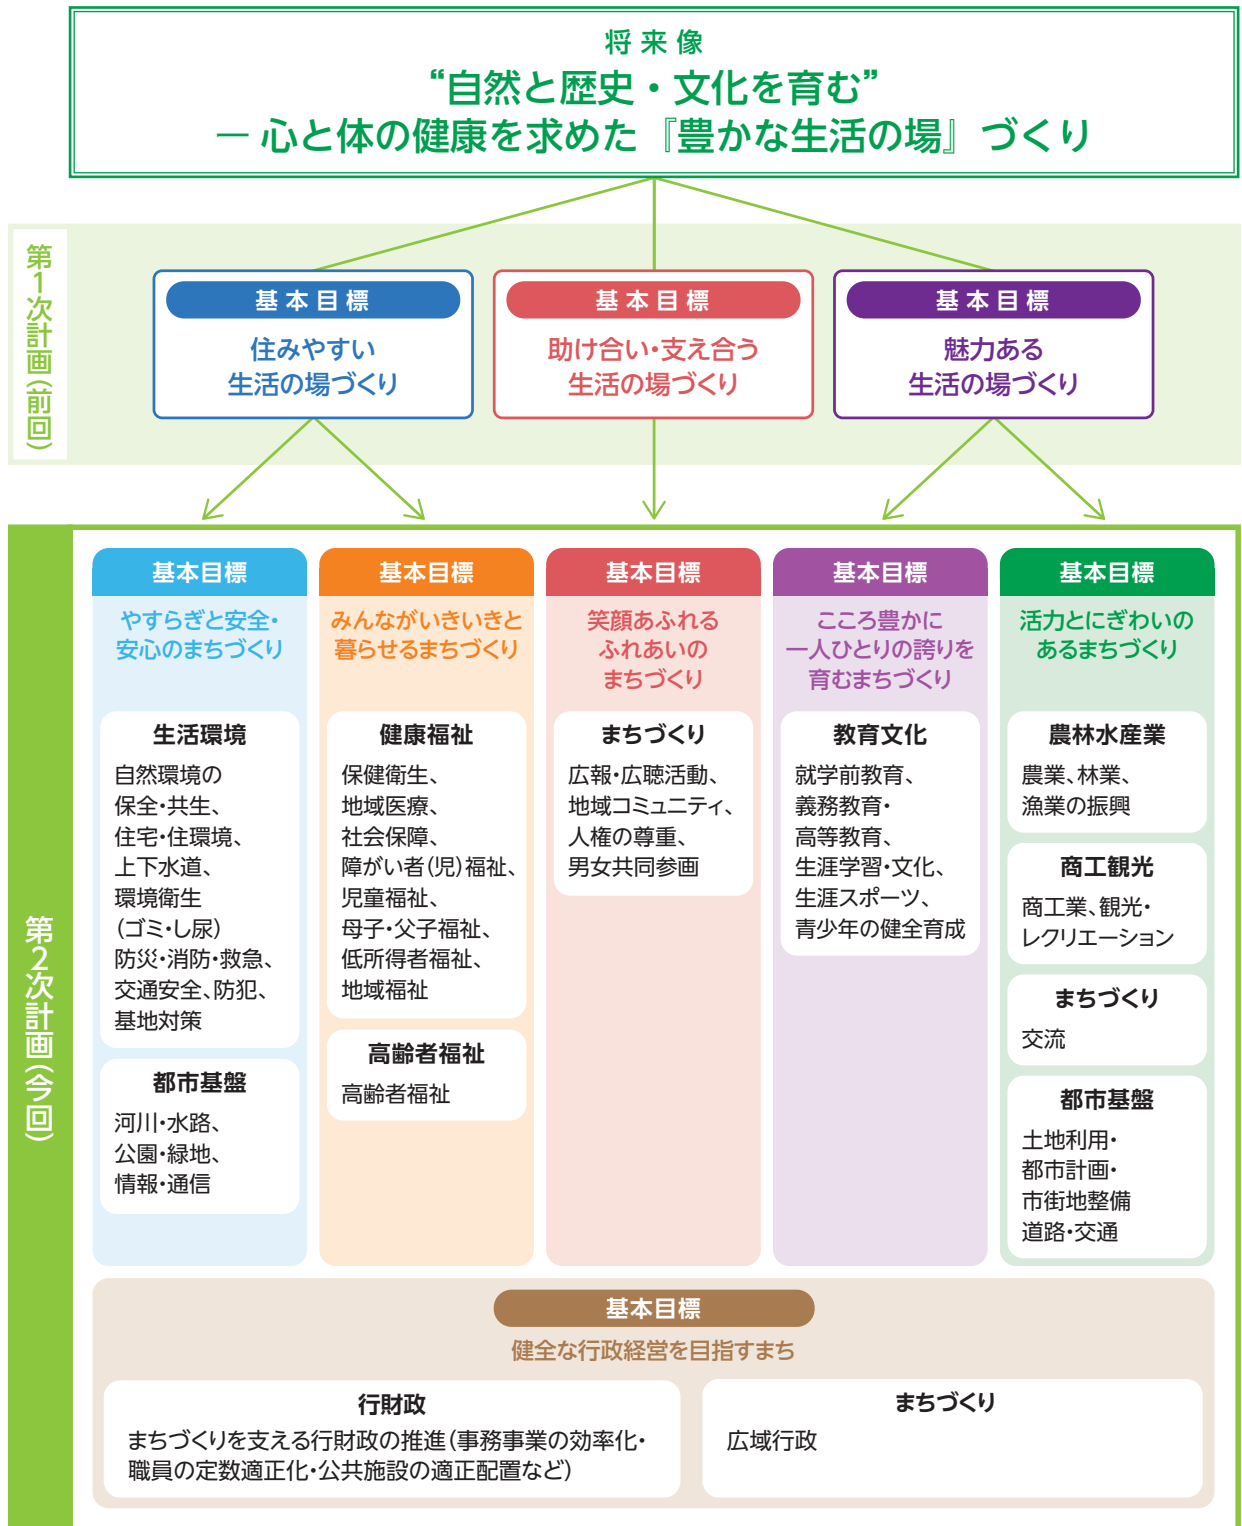 将来像
“自然と歴史・文化を育む”
― 心と体の健康を求めた『豊かな生活の場』づくり
第1次計画(前回)
基本目標
住みやすい
生活の場づくり
基本目標
助け合い・支え合う
生活の場づくり
基本目標
魅力ある
生活の場づくり
第2次計画(今回)
基本目標
やすらぎと安全・
安心のまちづくり
生活環境
自然環境の
保全・共生、
住宅・住環境、
上下水道、
環境衛生
(ゴミ・し尿)
防災・消防・救急、
交通安全、防犯、
基地対策
都市基盤
河川・水路、
公園・緑地、
情報・通信
基本目標
みんながいきいきと
暮らせるまちづくり
健康福祉
保健衛生、
地域医療、
社会保障、
障がい者(児)福祉、
児童福祉、
母子・父子福祉、
低所得者福祉、
地域福祉
高齢者福祉
高齢者福祉
基本目標
笑顔あふれる
ふれあいの
まちづくり
まちづくり
広報・広聴活動、
地域コミュニティ、
人権の尊重、
男女共同参画
基本目標
こころ豊かに
一人ひとりの誇りを
育むまちづくり
教育文化
就学前教育、
義務教育・
高等教育、
生涯学習・文化、
生涯スポーツ、
青少年の健全育成
基本目標
活力とにぎわいの
あるまちづくり
農林水産業
農業、林業、
漁業の振興
商工観光
商工業、観光・
レクリエーション
まちづくり
交流
都市基盤
土地利用・
都市計画・
市街地整備
道路・交通
基本目標
健全な行政経営を目指すまち
行財政
まちづくりを支える行財政の推進(事務事業の効率化・
職員の定数適正化・公共施設の適正配置など)
まちづくり
広域行政